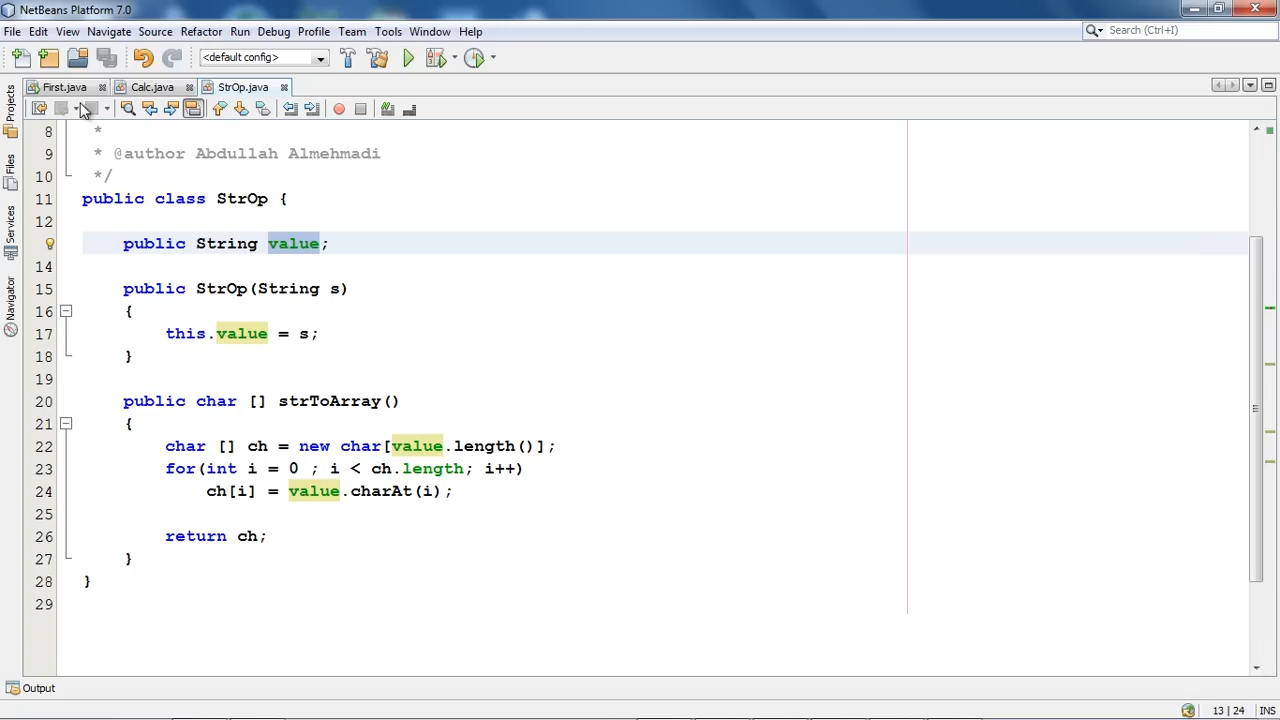 NetBeans Platform 7.0
File Edit View Navigate Source Refactor Run Debug Profile Team Tools Window Help
Search (Ctrl+I)
<default config>
First.java Calc.java StrOp.java
Projects
Files
Services
Navigator
8 *
9 * @author Abdullah Almehmadi
10 */
11 public class StrOp {
12
public String value;
14
15 public StrOp(String s)
16 {
17 this.value = s;
18 }
19
20 public char [] strToArray()
21 {
22 char [] ch = new char[value.length()];
23 for(int i = 0 ; i < ch.length; i++)
24 ch[i] = value.charAt(i);
25
26 return ch;
27 }
28 }
29
Output
13 | 24 INS